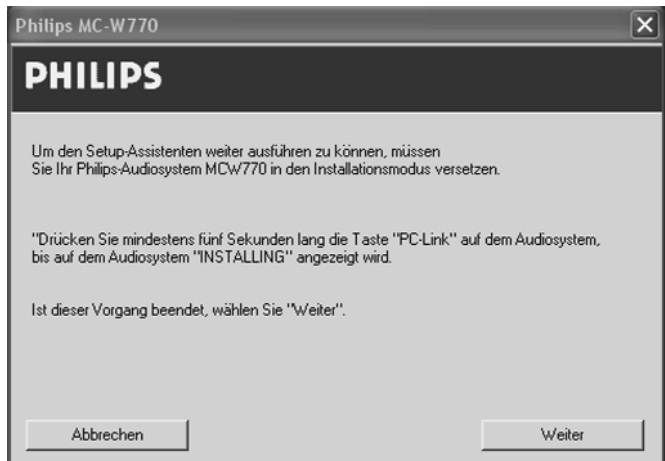 Philips MC-W770
PHILIPS
Um den Setup-Assistenten weiter ausführen zu können, müssen
Sie Ihr Philips-Audiosystem MCW770 in den Installationsmodus versetzen.
"Drücken Sie mindestens fünf Sekunden lang die Taste "PC-Link" auf dem Audiosystem,
bis auf dem Audiosystem "INSTALLING" angezeigt wird.
Ist dieser Vorgang beendet, wählen Sie "Weiter".
Abbrechen
Weiter